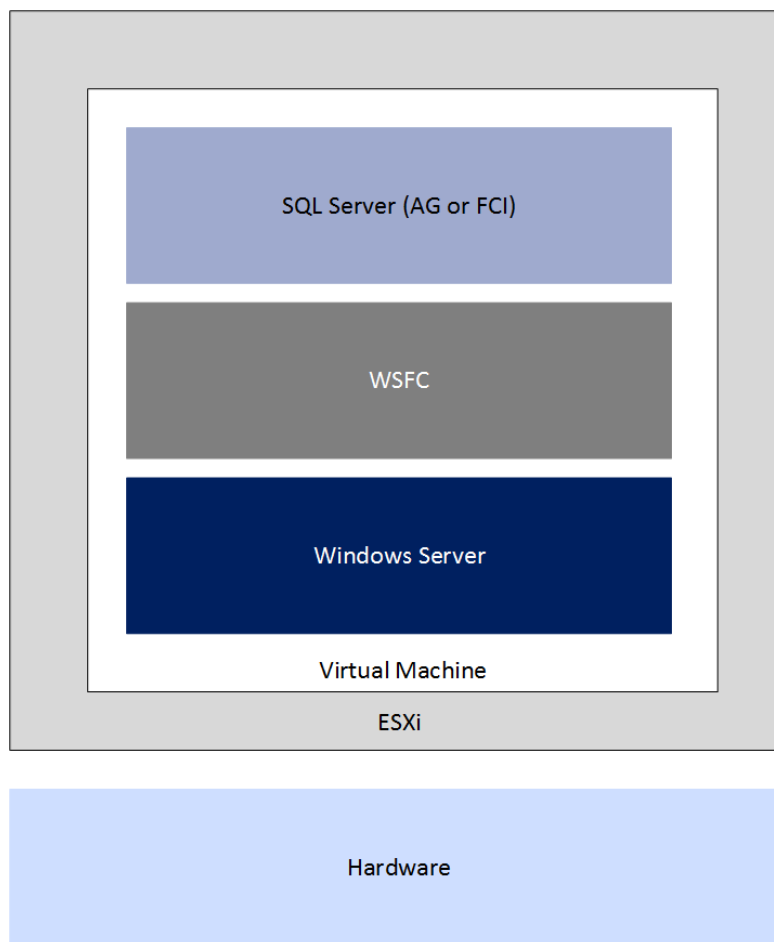 SQL Server (AG or FCI)
WSFC
Windows Server
Virtual Machine
ESXi
Hardware